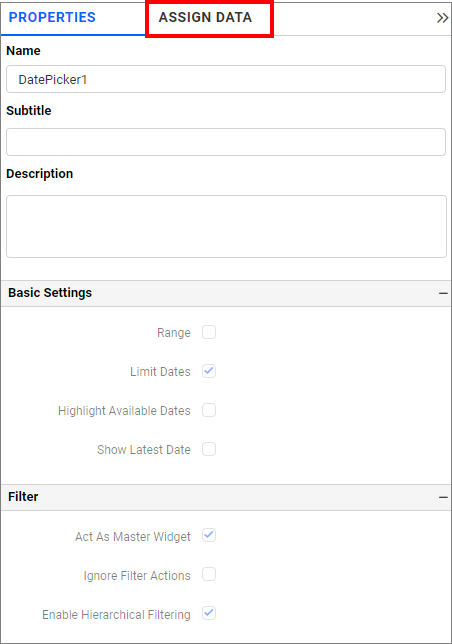 PROPERTIES ASSIGN DATA
Name
DatePicker1
Subtitle
Description
Basic Settings
Range
Limit Dates
Highlight Available Dates
Show Latest Date
Filter
Act As Master Widget
Ignore Filter Actions
Enable Hierarchical Filtering